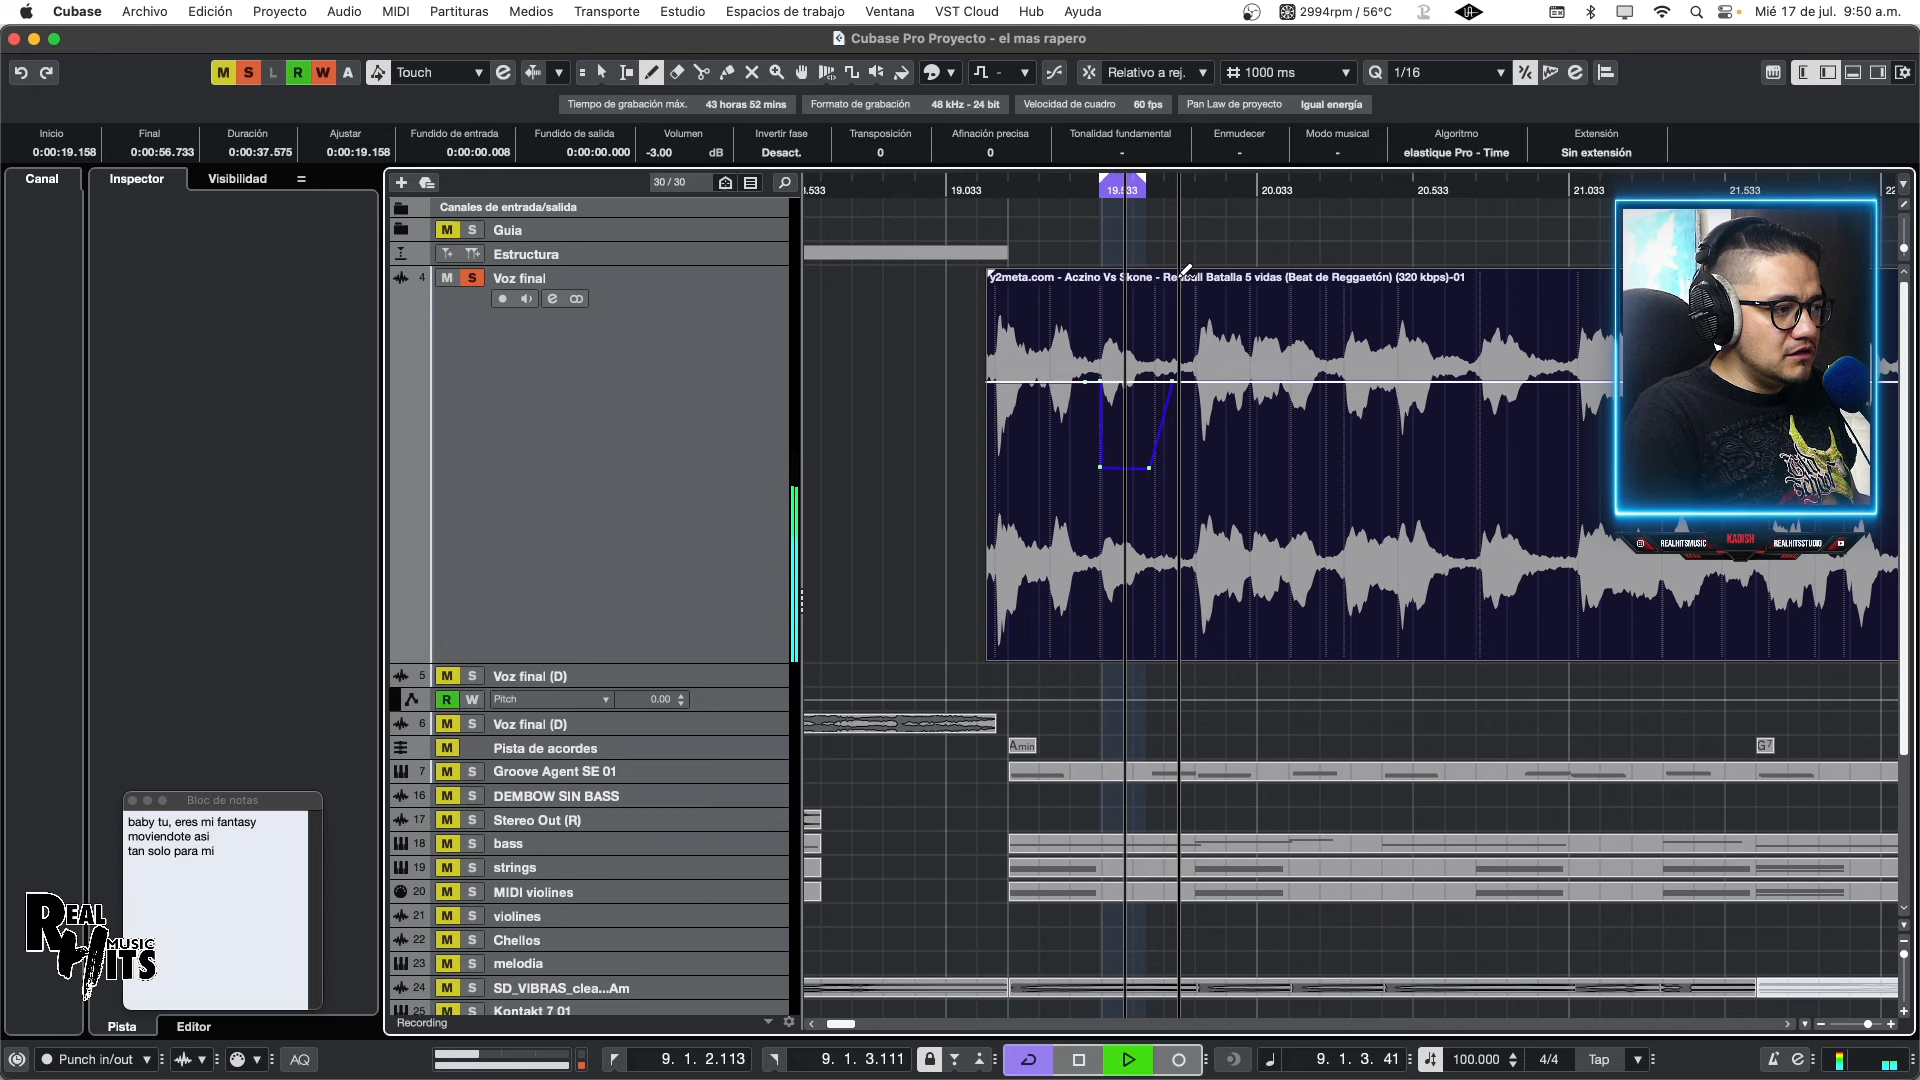 Cubase Archivo Edición Proyecto Audio MIDI Partituras Medios Transporte Estudio Espacios de trabajo Ventana VST Cloud Hub Ayuda 2994rpm / 56°C Mié 17 de jul. 9:50 a.m.
Cubase Pro Proyecto - el mas rapero
M S L R W A Touch Relativo a rej. 1000 ms Q 1/16
Tiempo de grabación máx. 43 horas 52 mins Formato de grabación 48 kHz - 24 bit Velocidad de cuadro 60 fps Pan Law de proyecto Igual energía
Inicio Final Duración Ajustar Fundido de entrada Fundido de salida Volumen Invertir fase Transposición Afinación precisa Tonalidad fundamental Enmudecer Modo musical Algoritmo Extensión
0:00:19.158 0:00:56.733 0:00:37.575 0:00:19.158 0:00:00.008 0:00:00.000 -3.00 dB Desact. 0 0 - - - elastique Pro - Time Sin extensión
Canal Inspector Visibilidad
30 / 30
19.033 19.533 20.033 20.533 21.033 21.533
Canales de entrada/salida
M S Guia
Estructura
4 M S Voz final
y2meta.com - Aczino Vs Skone - Redbull Batalla 5 vidas (Beat de Reggaetón) (320 kbps)-01
REALHITSMUSIC KADISH REALHITSSTUDIO
5 M S Voz final (D)
R W Pitch 0.00
6 M S Voz final (D)
M Pista de acordes
Amin G7
7 M S Groove Agent SE 01
16 M S DEMBOW SIN BASS
17 M S Stereo Out (R)
18 M S bass
19 M S strings
20 M S MIDI violines
21 M S violines
22 M S Chellos
23 M S melodia
24 M S SD_VIBRAS_clea...Am
25 M S Kontakt 7 01
Recording
Bloc de notas
baby tu, eres mi fantasy
moviendote asi
tan solo para mi
REAL HITS MUSIC
Pista Editor
Punch in/out AQ 9. 1. 2.113 9. 1. 3.111 9. 1. 3. 41 100.000 4/4 Tap